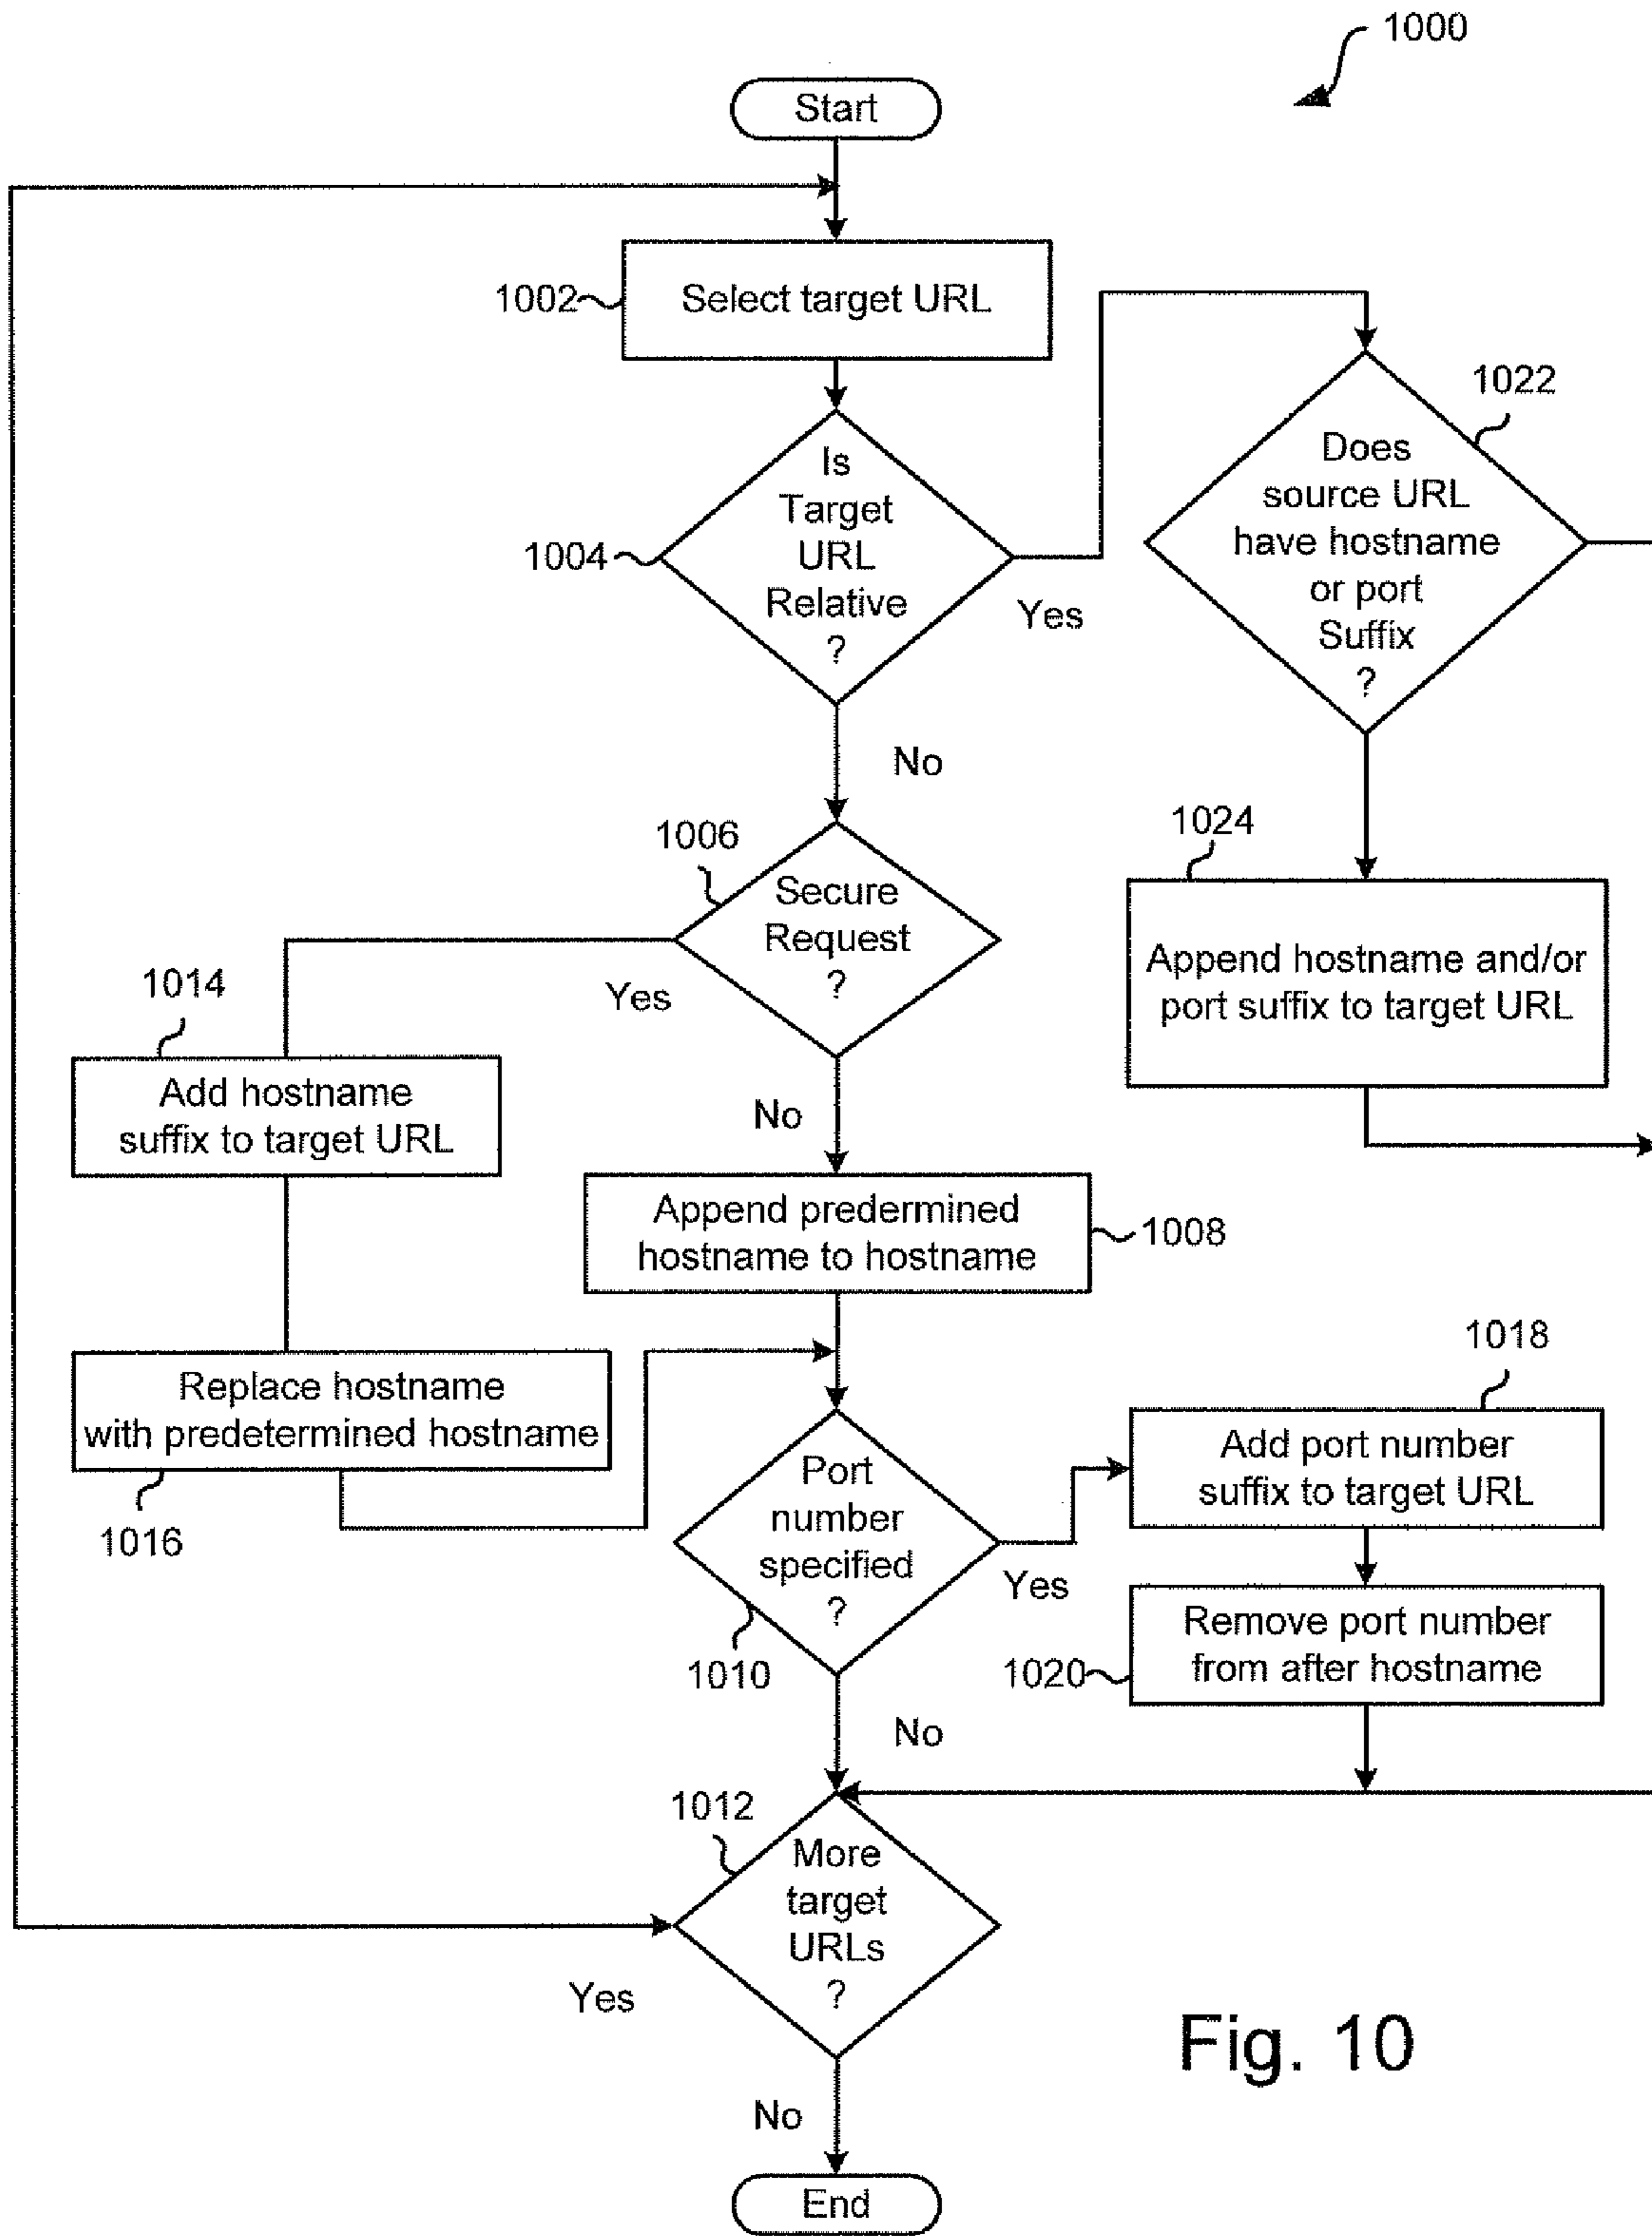 1000
Start
1002
Select target URL
1022
Is
Target
URL
Relative
?
1004
Yes
Does
source URL
have hostname
or port
Suffix
?
No
1024
1006
Secure
Request
?
Append hostname and/or
port suffix to target URL
Yes
1014
Add hostname
suffix to target URL
No
Append predermined
hostname to hostname
1008
1018
Replace hostname
with predetermined hostname
1016
Port
number
specified
?
Yes
Add port number
suffix to target URL
1010
Remove port number
from after hostname
1020
No
1012
More
target
URLs
?
Yes
Fig. 10
No
End